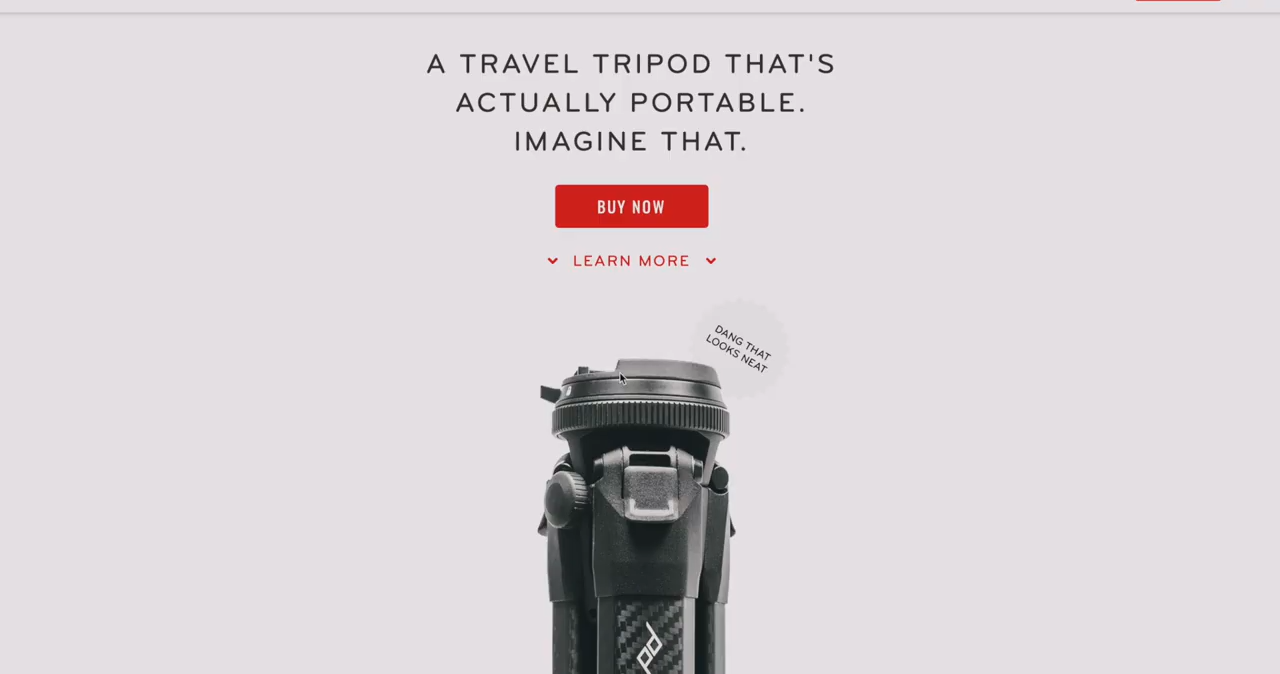 A TRAVEL TRIPOD THAT'S
ACTUALLY PORTABLE.
IMAGINE THAT.
BUY NOW
LEARN MORE
DANG THAT
LOOKS NEAT